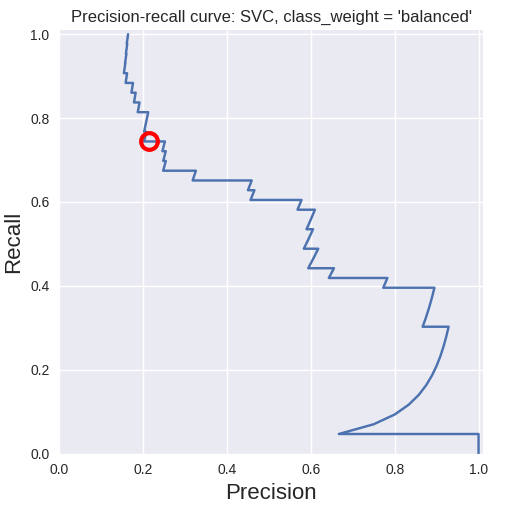 Precision-recall curve: SVC, class_weight = 'balanced'
1.0
0.8
0.6
0.4
0.2
0.0
Recall
0.0 0.2 0.4 0.6 0.8 1.0
Precision